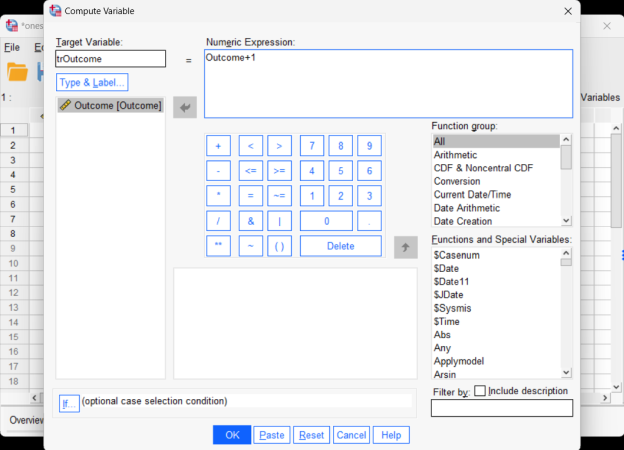 Compute Variable
*ones
File
Target Variable:
trOutcome
=
Numeric Expression:
Outcome+1
Type & Label...
Outcome [Outcome]
1 :
Variables
1
2
3
4
5
6
7
8
9
10
11
12
13
14
15
16
17
18
+ < > 7 8 9
- <= >= 4 5 6
* = ~= 1 2 3
/ & | 0 .
** ~ ( ) Delete
Function group:
All
Arithmetic
CDF & Noncentral CDF
Conversion
Current Date/Time
Date Arithmetic
Date Creation
Functions and Special Variables:
$Casenum
$Date
$Date11
$JDate
$Sysmis
$Time
Abs
Any
Applymodel
Arsin
If...
(optional case selection condition)
Filter by:
Include description
Overview
OK
Paste
Reset
Cancel
Help